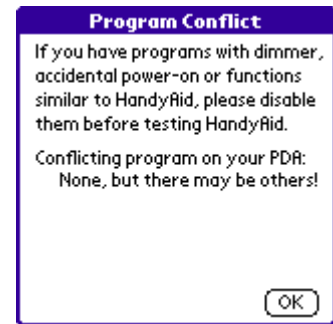 Program Conflict
If you have programs with dimmer,
accidental power-on or functions
similar to HandyAid, please disable
them before testing HandyAid.
Conflicting program on your PDA:
None, but there may be others!
OK